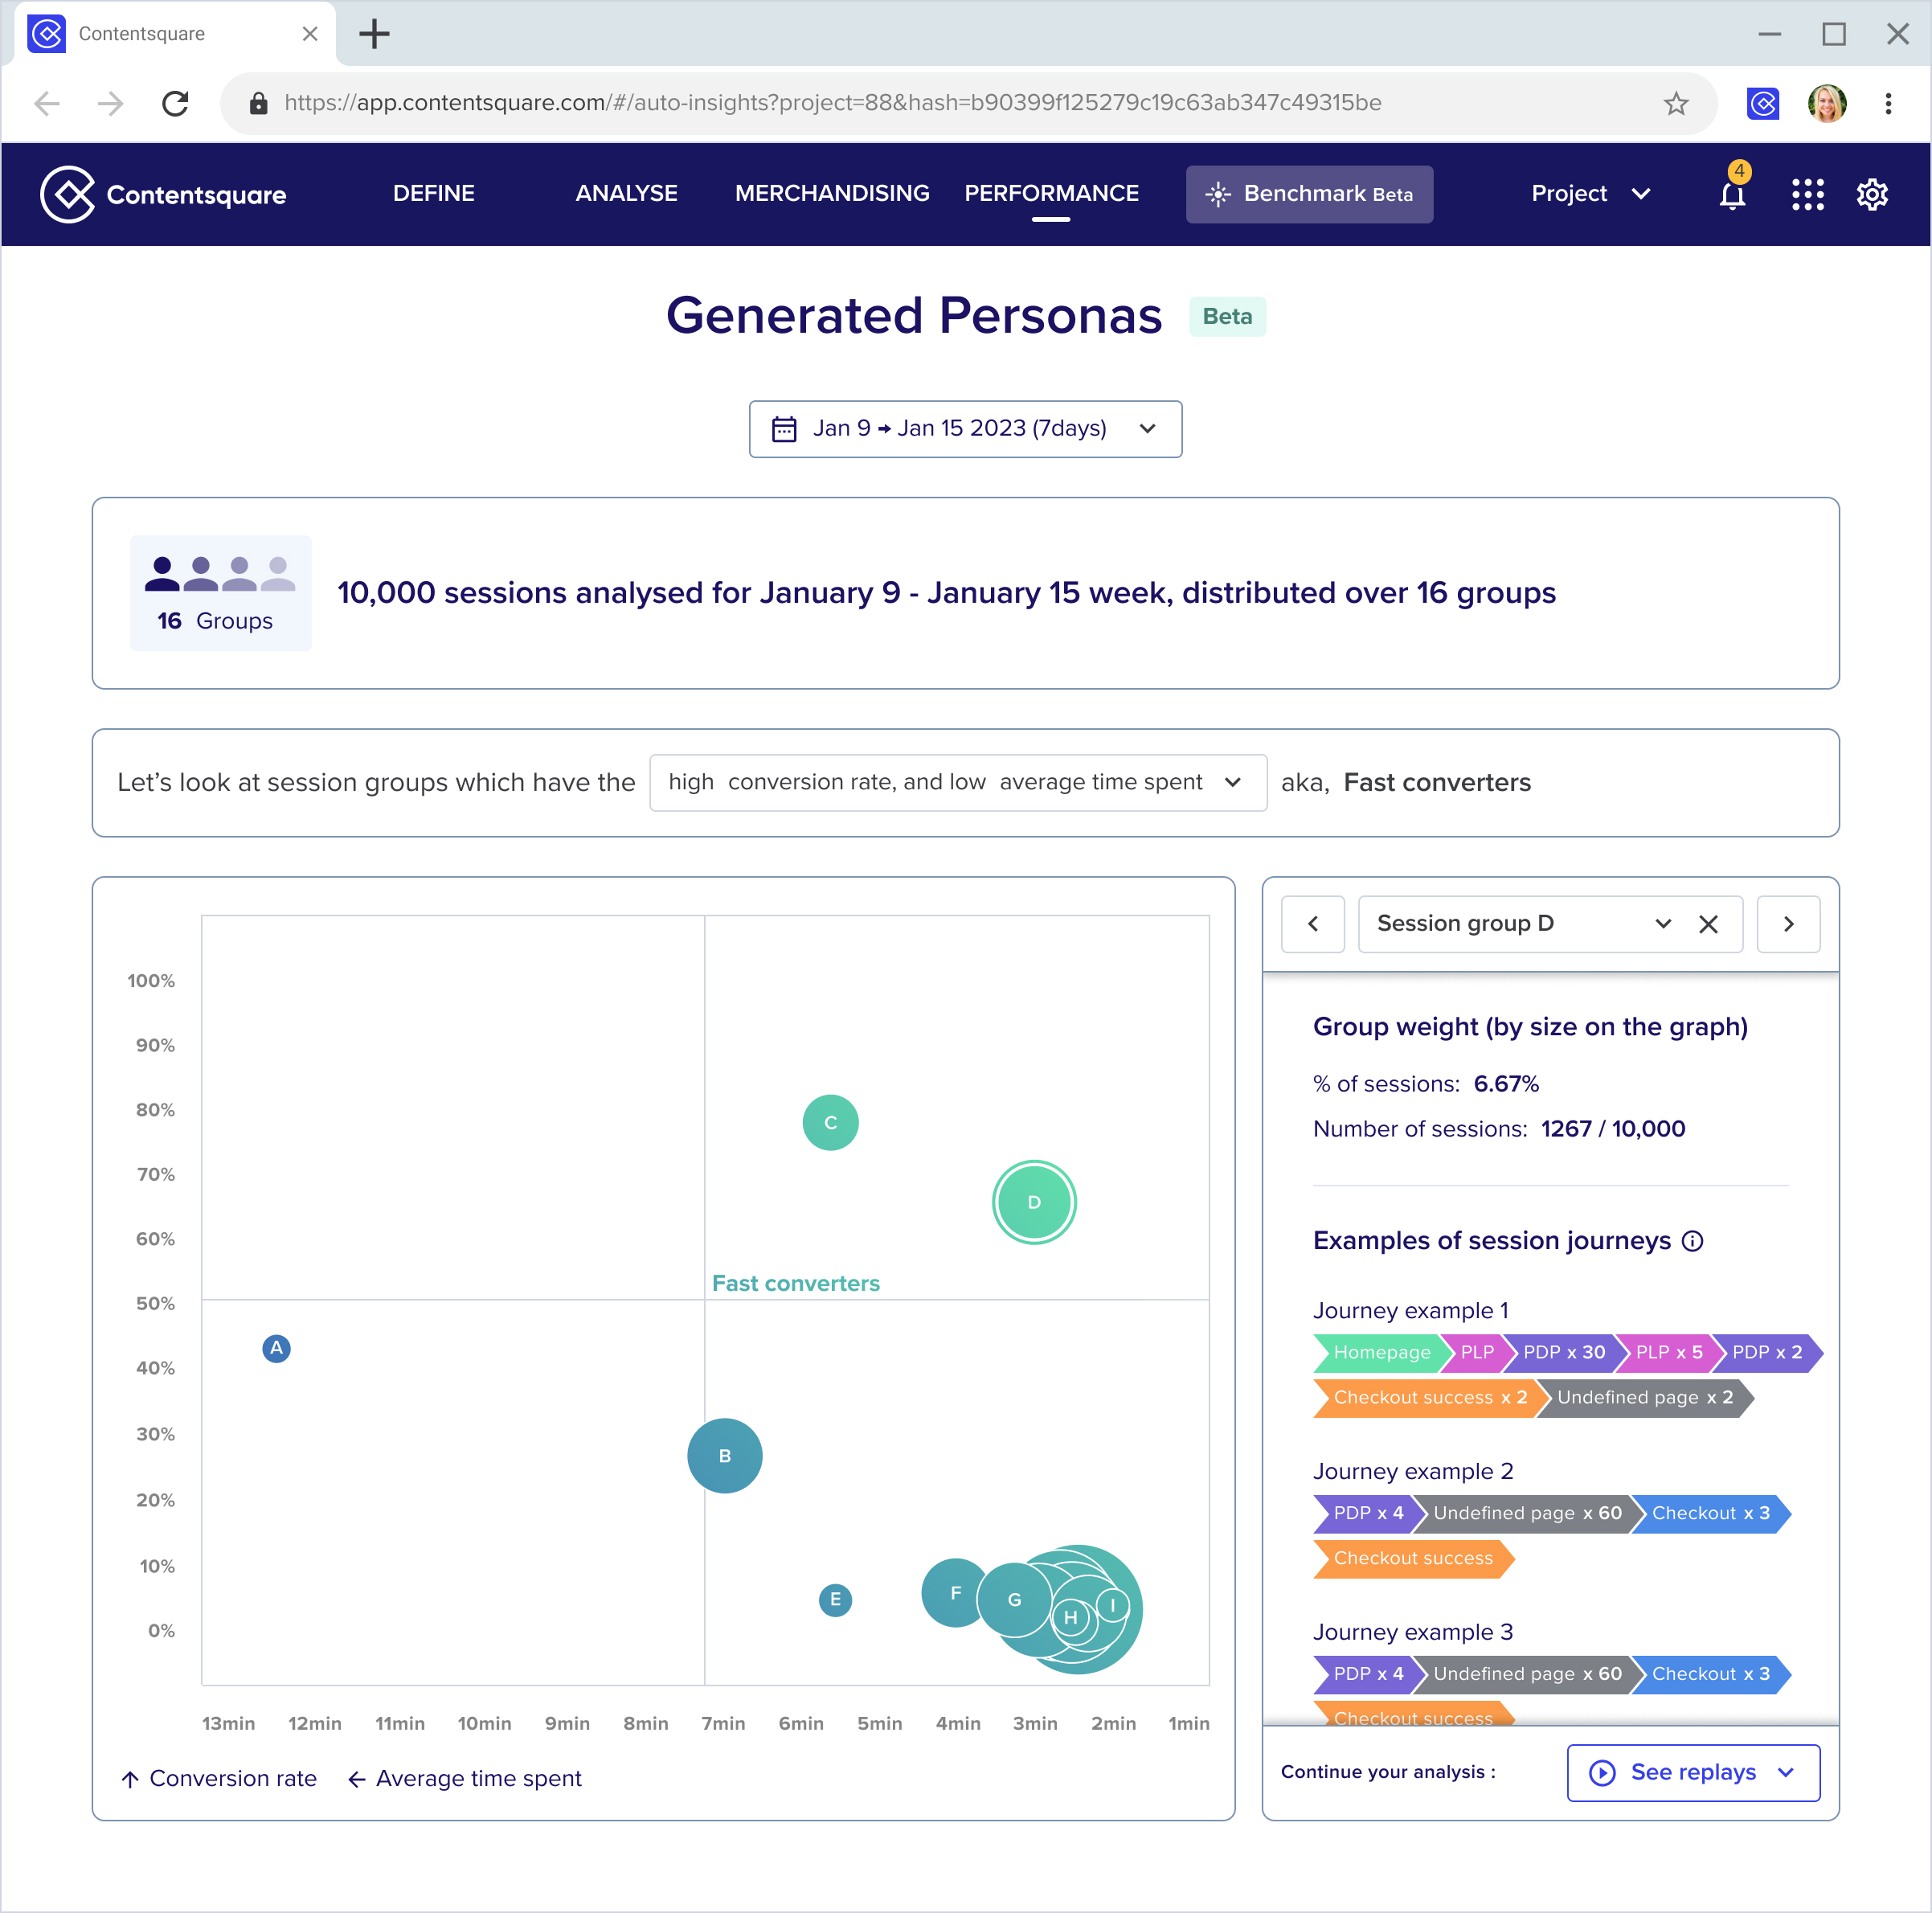 Contentsquare
https://app.contentsquare.com/#/auto-insights?project=88&hash=b90399f125279c19c63ab347c49315be
Contentsquare DEFINE ANALYSE MERCHANDISING PERFORMANCE Benchmark Beta Project 4
Generated Personas Beta
Jan 9 → Jan 15 2023 (7days)
16 Groups
10,000 sessions analysed for January 9 - January 15 week, distributed over 16 groups
Let’s look at session groups which have the high conversion rate, and low average time spent aka, Fast converters
100%
90%
80%
70%
60%
50%
40%
30%
20%
10%
0%
C
D
Fast converters
A
B
E
F
G
H
I
13min 12min 11min 10min 9min 8min 7min 6min 5min 4min 3min 2min 1min
↑ Conversion rate ← Average time spent
Session group D
Group weight (by size on the graph)
% of sessions: 6.67%
Number of sessions: 1267 / 10,000
Examples of session journeys
Journey example 1
Homepage PLP PDP x 30 PLP x 5 PDP x 2
Checkout success x 2 Undefined page x 2
Journey example 2
PDP x 4 Undefined page x 60 Checkout x 3
Checkout success
Journey example 3
PDP x 4 Undefined page x 60 Checkout x 3
Checkout success
Continue your analysis : See replays